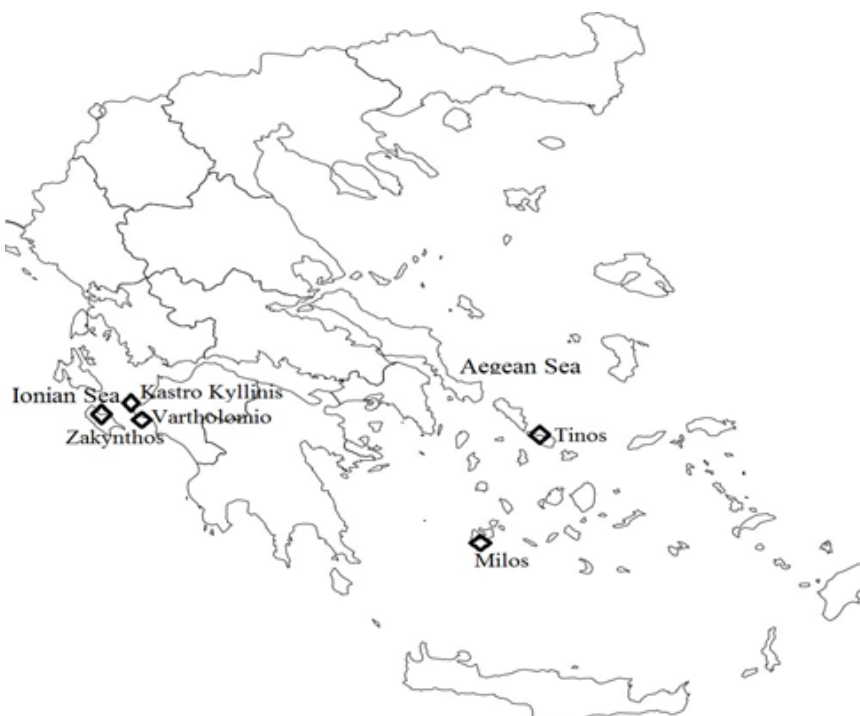 Aegean Sea
Ionian Sea
Kastro Kyllinis
Vartholomio
Zakynthos
Tinos
Milos